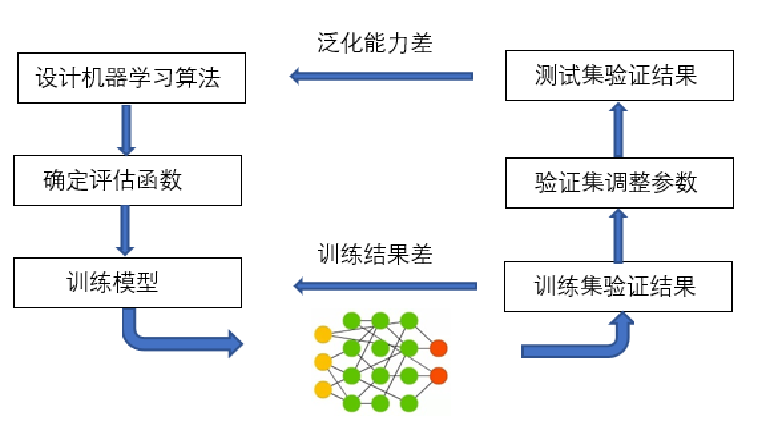 泛化能力差
设计机器学习算法
测试集验证结果
确定评估函数
验证集调整参数
训练结果差
训练模型
训练集验证结果